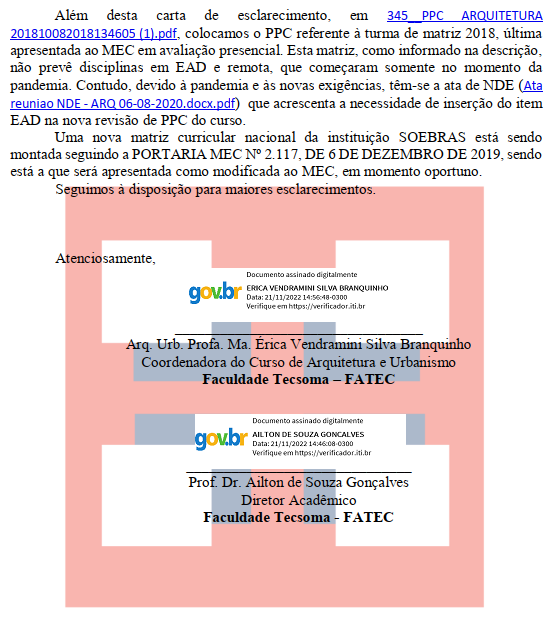 Além desta carta de esclarecimento, em 345__PPC ARQUITETURA
201810082018134605 (1).pdf, colocamos o PPC referente à turma de matriz 2018, última
apresentada ao MEC em avaliação presencial. Esta matriz, como informado na descrição,
não prevê disciplinas em EAD e remota, que começaram somente no momento da
pandemia. Contudo, devido à pandemia e às novas exigências, têm-se a ata de NDE (Ata
reuniao NDE - ARQ 06-08-2020.docx.pdf) que acrescenta a necessidade de inserção do item
EAD na nova revisão de PPC do curso.
Uma nova matriz curricular nacional da instituição SOEBRAS está sendo
montada seguindo a PORTARIA MEC Nº 2.117, DE 6 DE DEZEMBRO DE 2019, sendo
está a que será apresentada como modificada ao MEC, em momento oportuno.
Seguimos à disposição para maiores esclarecimentos.
Atenciosamente,
Documento assinado digitalmente
gov.br ERICA VENDRAMINI SILVA BRANQUINHO
Data: 21/11/2022 14:56:48-0300
Verifique em https://verificador.iti.br
Arq. Urb. Profa. Ma. Érica Vendramini Silva Branquinho
Coordenadora do Curso de Arquitetura e Urbanismo
Faculdade Tecsoma – FATEC
Documento assinado digitalmente
gov.br AILTON DE SOUZA GONCALVES
Data: 21/11/2022 14:46:08-0300
Verifique em https://verificador.iti.br
Prof. Dr. Ailton de Souza Gonçalves
Diretor Acadêmico
Faculdade Tecsoma - FATEC